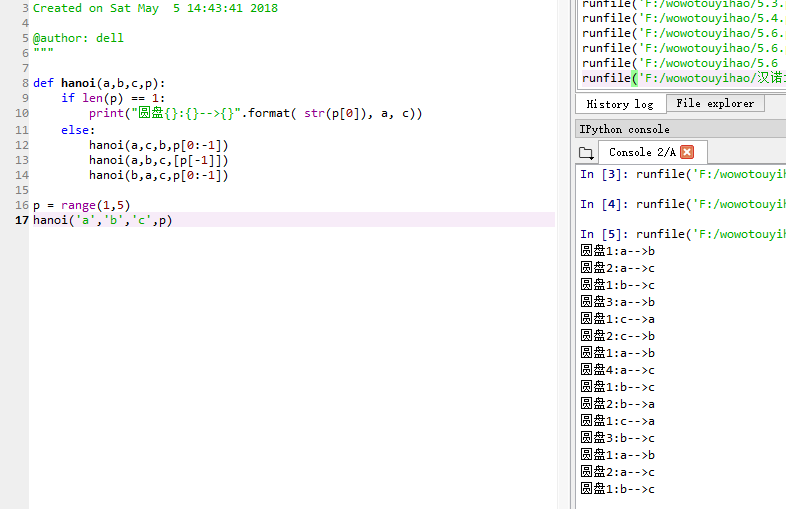 3 Created on Sat May  5 14:43:41 2018
4
5 @author: dell
6 """
7
8 def hanoi(a,b,c,p):
9     if len(p) == 1:
10         print("圆盘{}:{}-->{}".format( str(p[0]), a, c))
11     else:
12         hanoi(a,c,b,p[0:-1])
13         hanoi(a,b,c,[p[-1]])
14         hanoi(b,a,c,p[0:-1])
15
16 p = range(1,5)
17 hanoi('a','b','c',p)
runfile('F:/wowotouyihao/5.3.
runfile('F:/wowotouyihao/5.4.
runfile('F:/wowotouyihao/5.6.
runfile('F:/wowotouyihao/5.6.
runfile('F:/wowotouyihao/5.6
runfile('F:/wowotouyihao/汉诺
History log File explorer
IPython console
Console 2/A
In [3]: runfile('F:/wowotouyih
In [4]: runfile('F:/wowotouyih
In [5]: runfile('F:/wowotouyih
圆盘1:a-->b
圆盘2:a-->c
圆盘1:b-->c
圆盘3:a-->b
圆盘1:c-->a
圆盘2:c-->b
圆盘1:a-->b
圆盘4:a-->c
圆盘1:b-->c
圆盘2:b-->a
圆盘1:c-->a
圆盘3:b-->c
圆盘1:a-->b
圆盘2:a-->c
圆盘1:b-->c